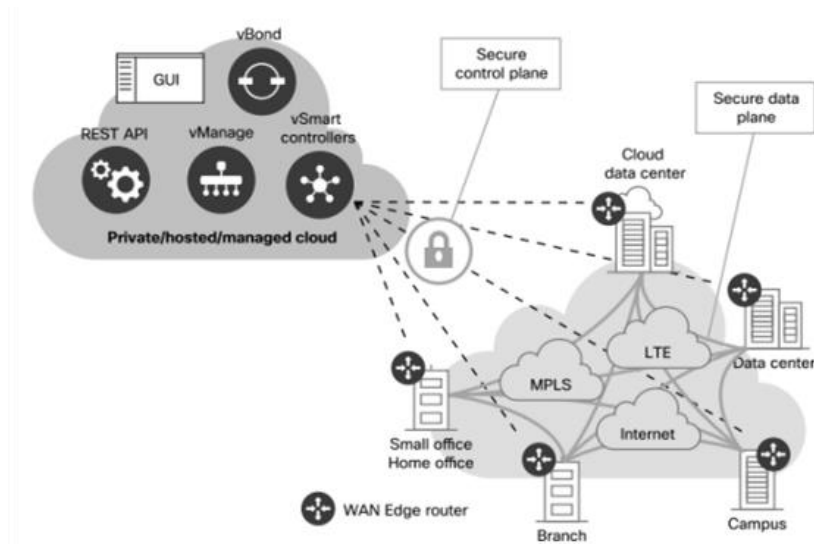 vBond
GUI
REST API
vManage
vSmart
controllers
Private/hosted/managed cloud
Secure
control plane
Secure data
plane
Cloud
data center
LTE
MPLS
Data center
Internet
Small office
Home office
WAN Edge router
Branch
Campus